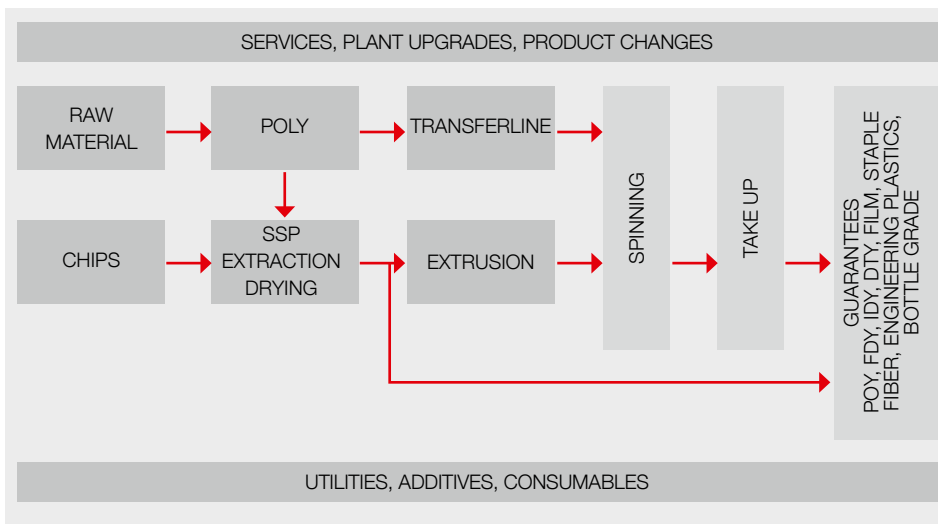 SERVICES, PLANT UPGRADES, PRODUCT CHANGES
RAW
MATERIAL
POLY
TRANSFERLINE
CHIPS
SSP
EXTRACTION
DRYING
EXTRUSION
SPINNING
TAKE UP
GUARANTEES
POY, FDY, IDY, DTY, FILM, STAPLE
FIBER, ENGINEERING PLASTICS,
BOTTLE GRADE
UTILITIES, ADDITIVES, CONSUMABLES